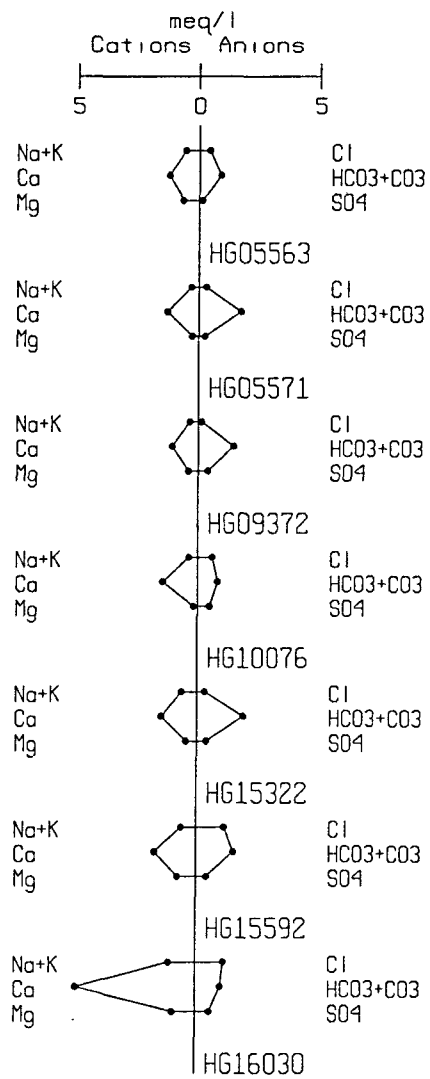 meq/l
Cations Anions
5 0 5
Na+K Cl
Ca HCO3+CO3
Mg SO4
HG05563
Na+K Cl
Ca HCO3+CO3
Mg SO4
HG05571
Na+K Cl
Ca HCO3+CO3
Mg SO4
HG09372
Na+K Cl
Ca HCO3+CO3
Mg SO4
HG10076
Na+K Cl
Ca HCO3+CO3
Mg SO4
HG15322
Na+K Cl
Ca HCO3+CO3
Mg SO4
HG15592
Na+K Cl
Ca HCO3+CO3
Mg SO4
HG16030